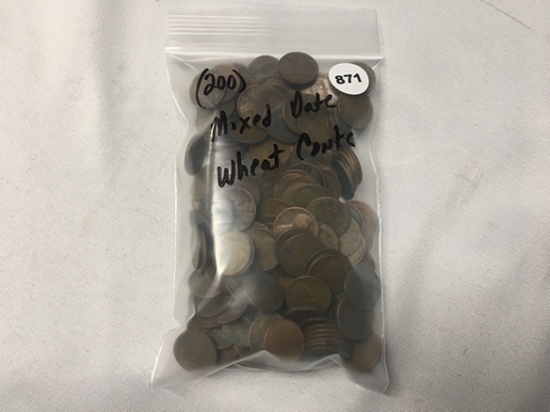 (200)
871
Mixed Date
Wheat Cents